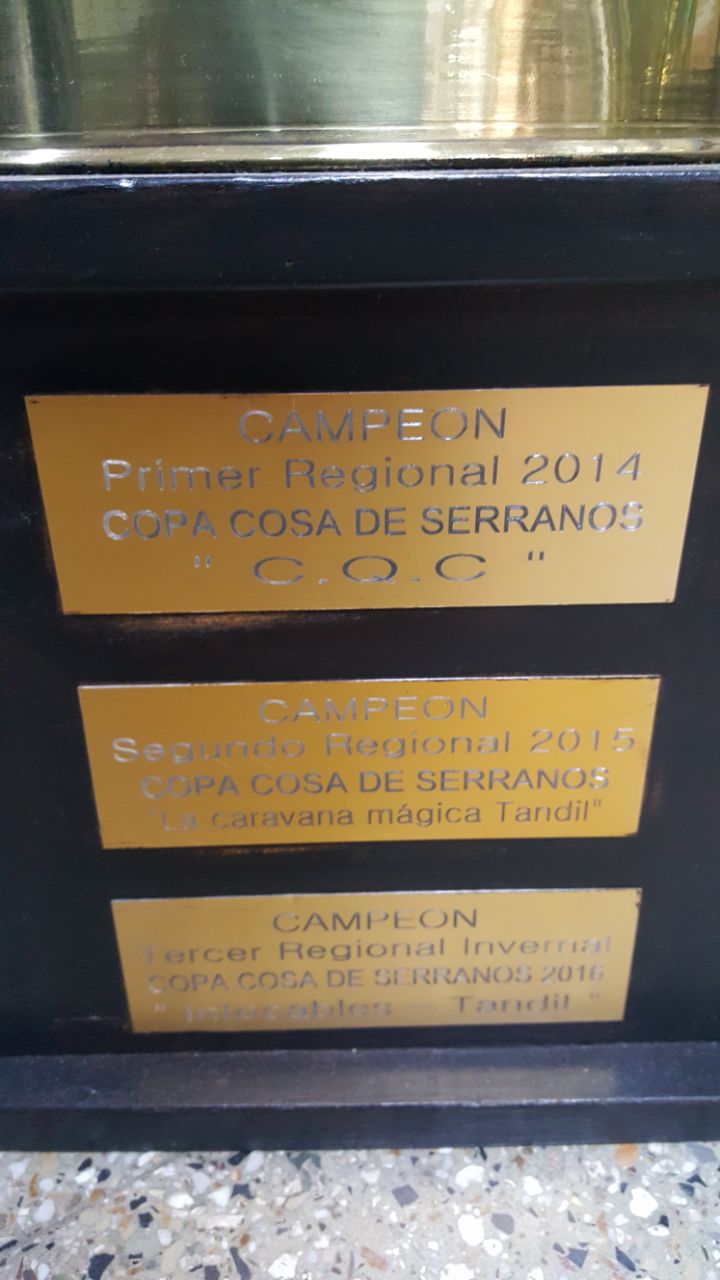 CAMPEON
Primer Regional 2014
COPA COSA DE SERRANOS
" C.Q.C "
CAMPEON
Segundo Regional 2015
COPA COSA DE SERRANOS
"La caravana mágica Tandil"
CAMPEON
Tercer Regional Invernal
COPA COSA DE SERRANOS 2016
" Intocables - Tandil "